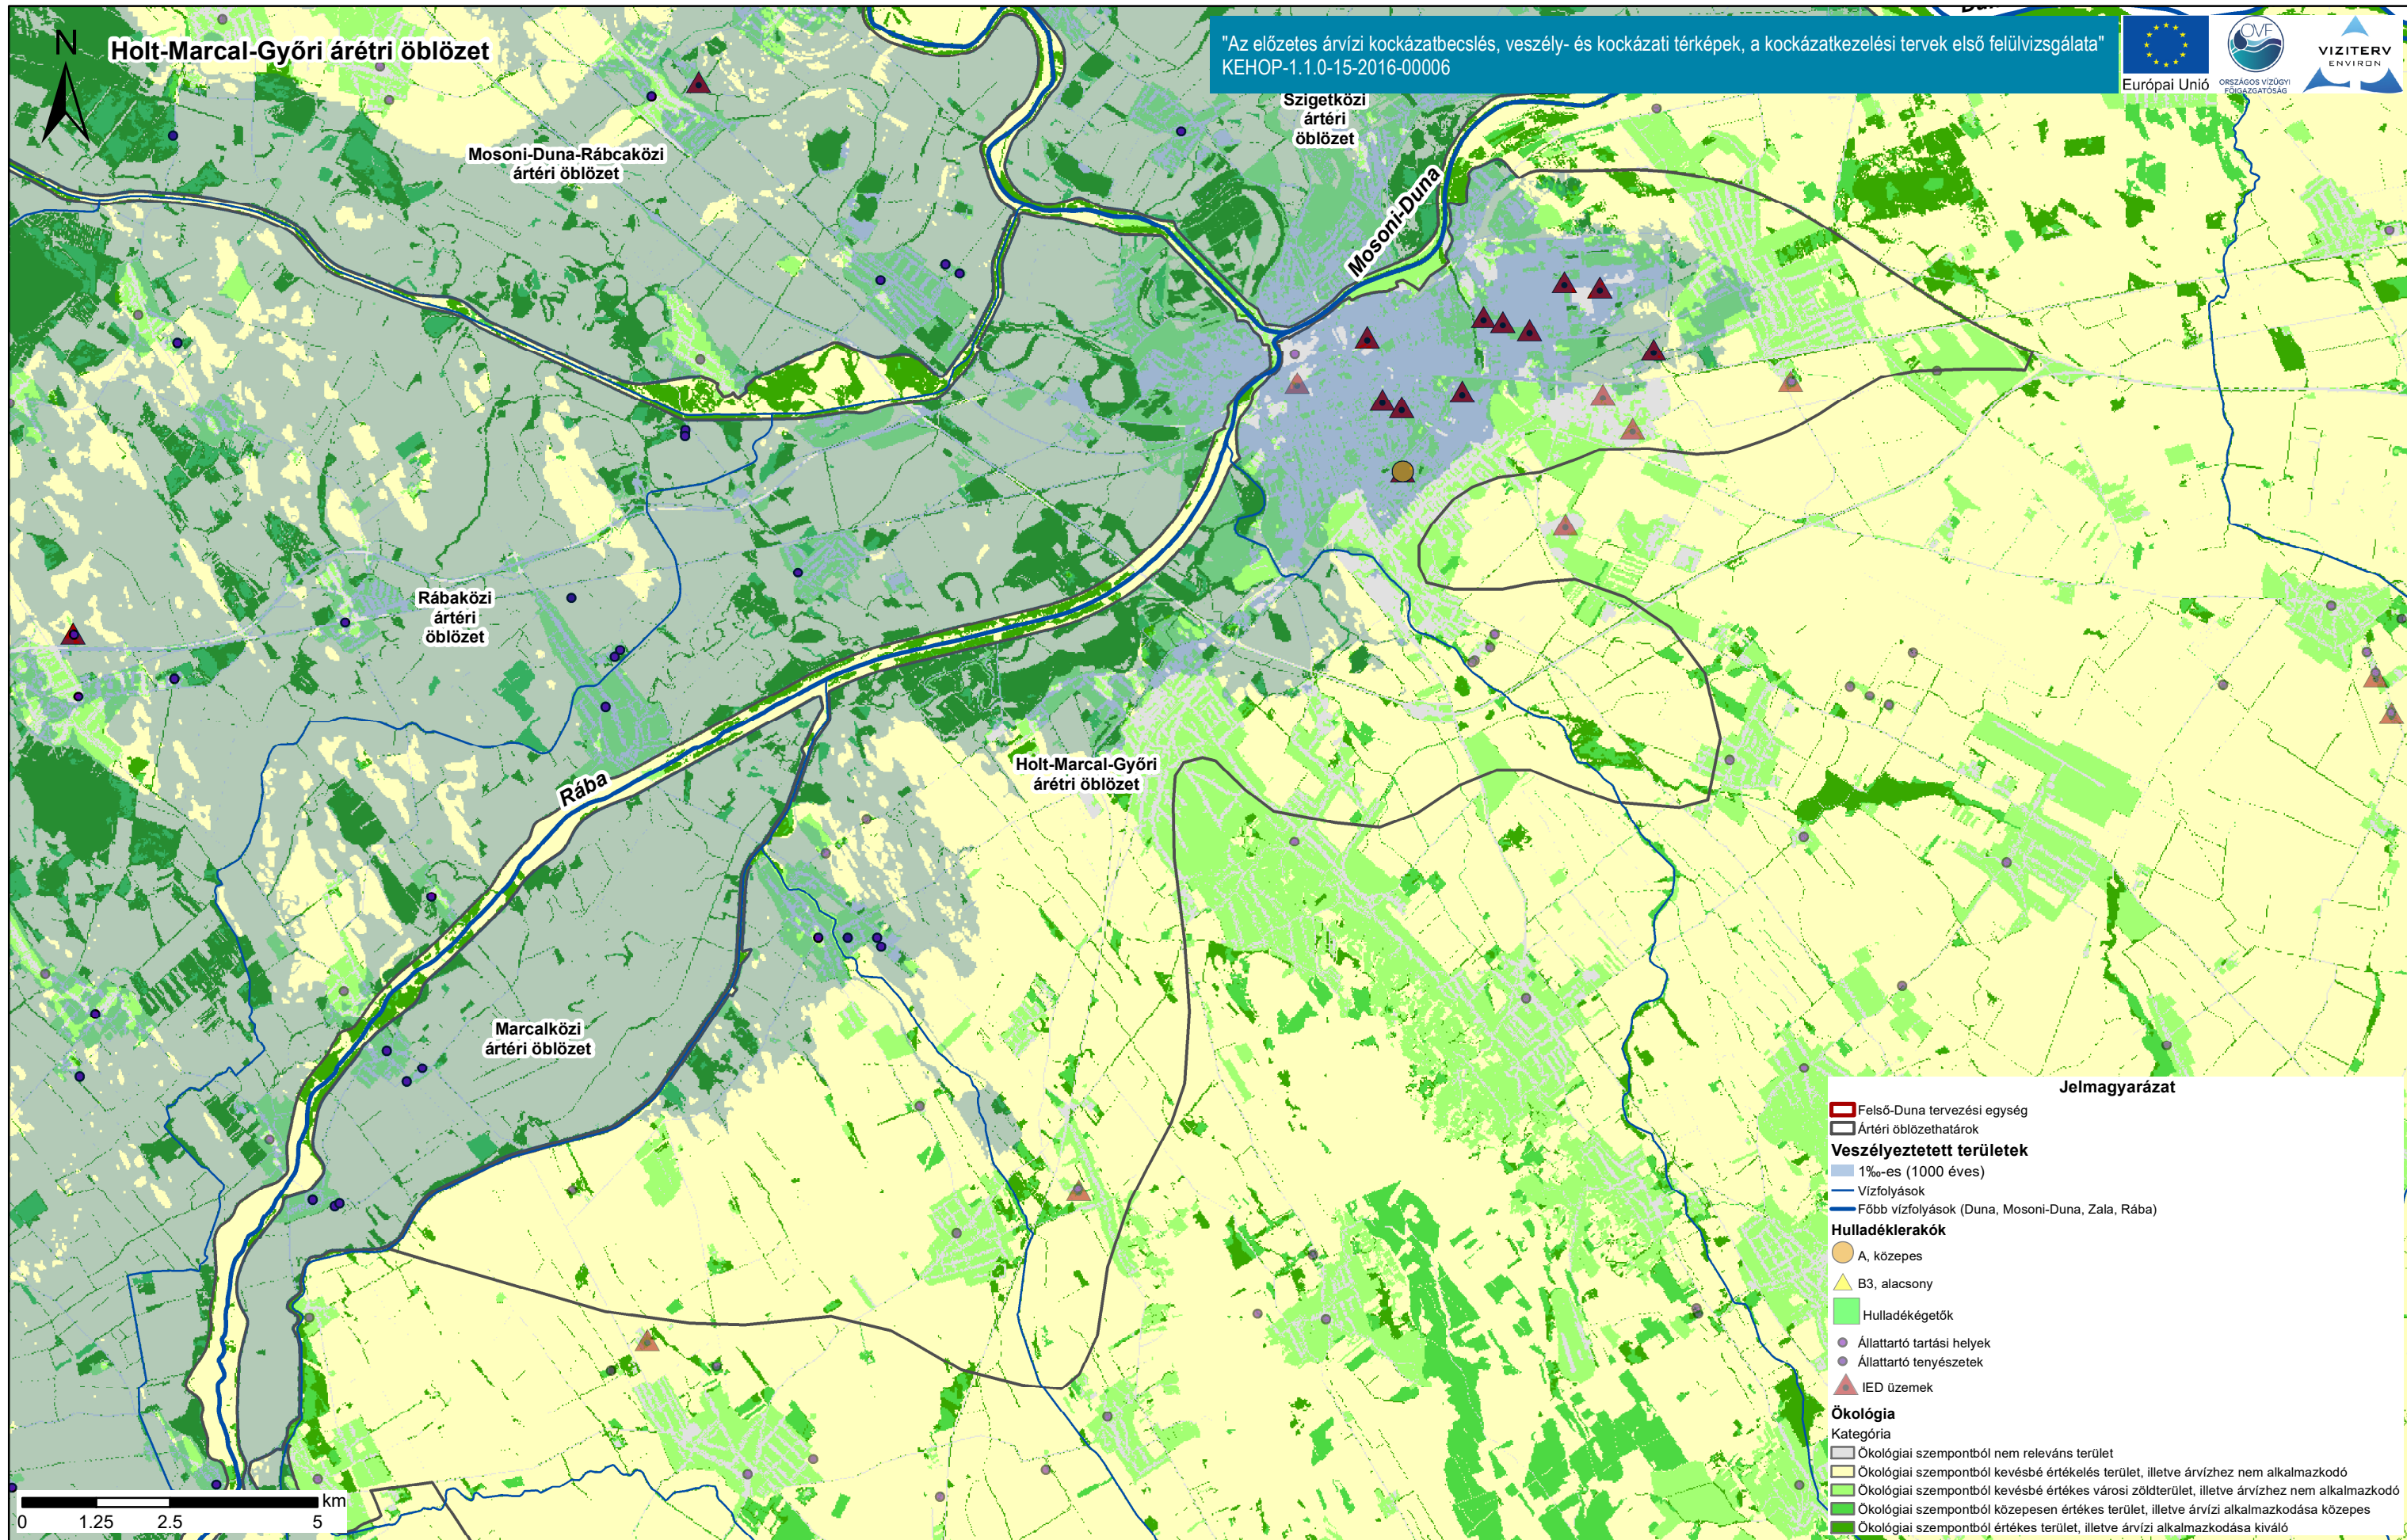 Holt-Marcal-Győri árétri öblözet
N
"Az előzetes árvízi kockázatbecslés, veszély- és kockázati térképek, a kockázatkezelési tervek első felülvizsgálata"
KEHOP-1.1.0-15-2016-00006
Európai Unió
OVF
ORSZÁGOS VÍZÜGYI
FŐIGAZGATÓSÁG
VIZITERV
ENVIRON
Szigetközi
ártéri
öblözet
Mosoni-Duna-Rábcaközi
ártéri öblözet
Mosoni-Duna
Rábaközi
ártéri
öblözet
Holt-Marcal-Győri
árétri öblözet
Rába
Marcalközi
ártéri öblözet
Jelmagyarázat
Felső-Duna tervezési egység
Ártéri öblözethatárok
Veszélyeztetett területek
1‰-es (1000 éves)
Vízfolyások
Főbb vízfolyások (Duna, Mosoni-Duna, Zala, Rába)
Hulladéklerakók
A, közepes
B3, alacsony
Hulladékégetők
Állattartó tartási helyek
Állattartó tenyészetek
IED üzemek
Ökológia
Kategória
Ökológiai szempontból nem releváns terület
Ökológiai szempontból kevésbé értékelés terület, illetve árvízhez nem alkalmazkodó
Ökológiai szempontból kevésbé értékes városi zöldterület, illetve árvízhez nem alkalmazkodó
Ökológiai szempontból közepesen értékes terület, illetve árvízi alkalmazkodása közepes
Ökológiai szempontból értékes terület, illetve árvízi alkalmazkodása kiváló
km
0 1.25 2.5 5